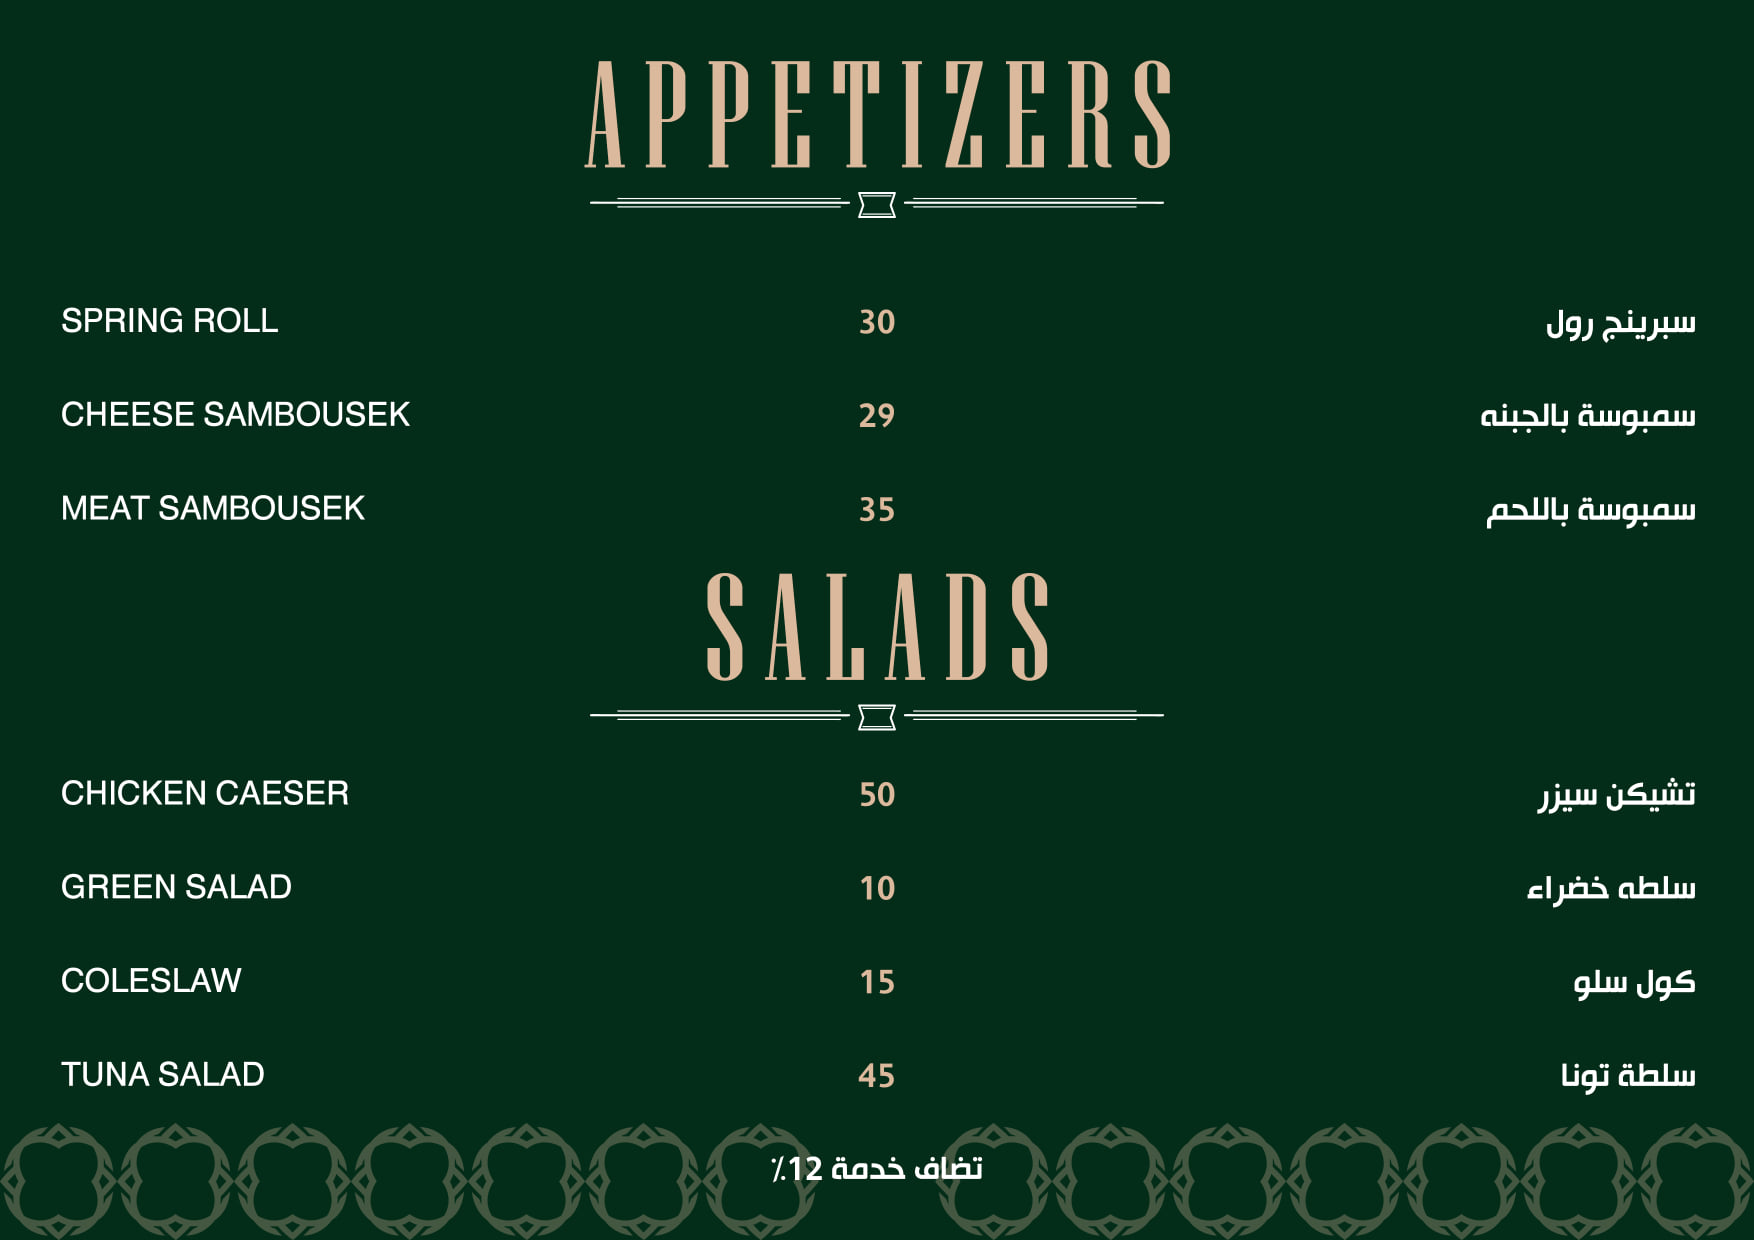 APPETIZERS
SPRING ROLL 30 سبرينج رول
CHEESE SAMBOUSEK 29 سمبوسة بالجبنه
MEAT SAMBOUSEK 35 سمبوسة باللحم
SALADS
CHICKEN CAESER 50 تشيكن سيزر
GREEN SALAD 10 سلطه خضراء
COLESLAW 15 كول سلو
TUNA SALAD 45 سلطة تونا
تضاف خدمة 12٪